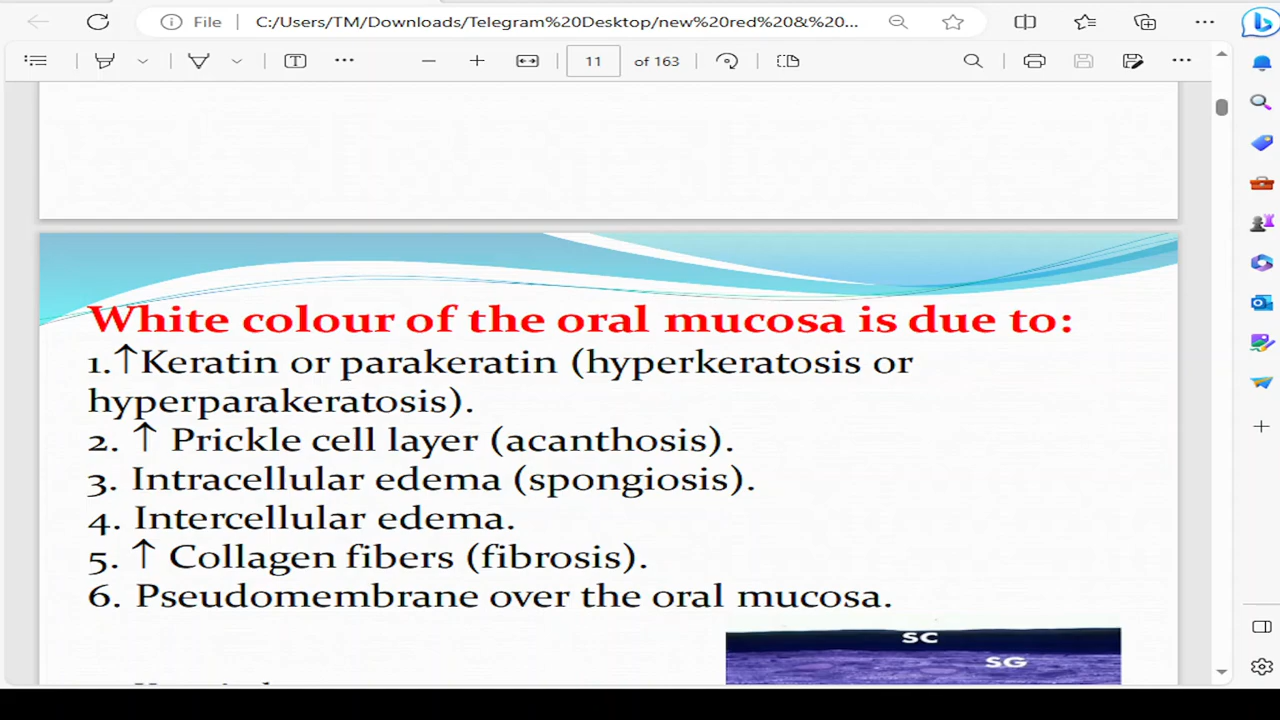 File
C:/Users/TM/Downloads/Telegram%20Desktop/new%20red%20&%20...
11 of 163
White colour of the oral mucosa is due to:
1.↑Keratin or parakeratin (hyperkeratosis or
hyperparakeratosis).
2. ↑ Prickle cell layer (acanthosis).
3. Intracellular edema (spongiosis).
4. Intercellular edema.
5. ↑ Collagen fibers (fibrosis).
6. Pseudomembrane over the oral mucosa.
SC
SG